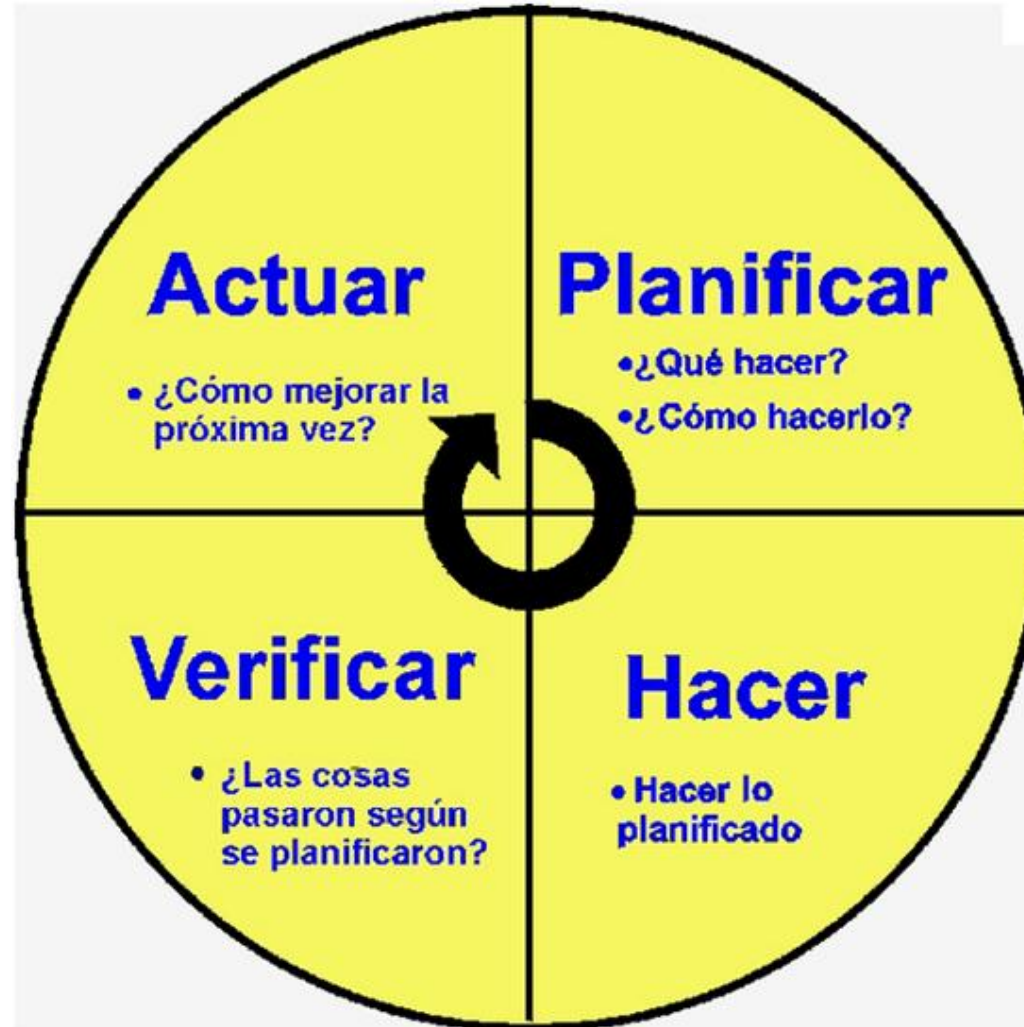 Actuar
• ¿Cómo mejorar la
próxima vez?
Planificar
•¿Qué hacer?
•¿Cómo hacerlo?
Verificar
• ¿Las cosas
pasaron según
se planificaron?
Hacer
• Hacer lo
planificado